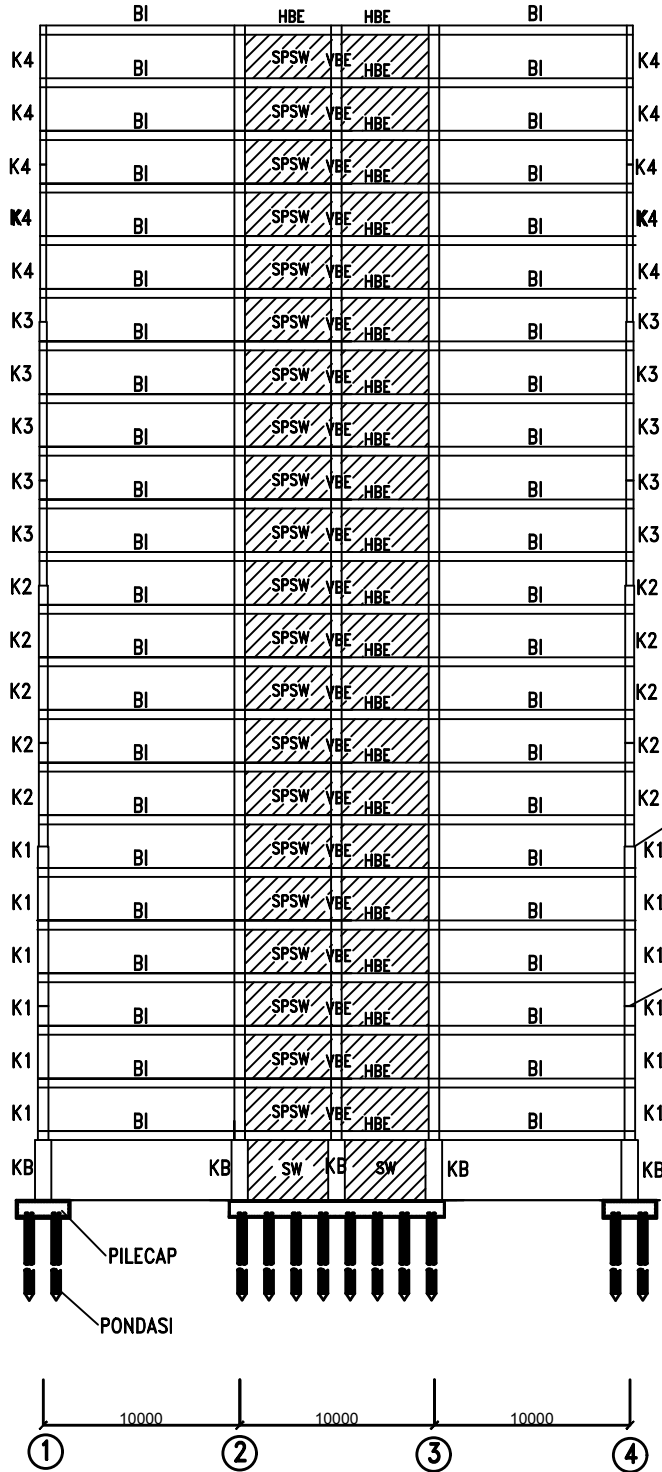 BI HBE HBE BI
K4 BI SPSW VBE HBE BI K4
K4 BI SPSW VBE HBE BI K4
K4 BI SPSW VBE HBE BI K4
K4 BI SPSW VBE HBE BI K4
K4 BI SPSW VBE HBE BI K4
K3 BI SPSW VBE HBE BI K3
K3 BI SPSW VBE HBE BI K3
K3 BI SPSW VBE HBE BI K3
K3 BI SPSW VBE HBE BI K3
K3 BI SPSW VBE HBE BI K3
K2 BI SPSW VBE HBE BI K2
K2 BI SPSW VBE HBE BI K2
K2 BI SPSW VBE HBE BI K2
K2 BI SPSW VBE HBE BI K2
K2 BI SPSW VBE HBE BI K2
K1 BI SPSW VBE HBE BI K1
K1 BI SPSW VBE HBE BI K1
K1 BI SPSW VBE HBE BI K1
K1 BI SPSW VBE HBE BI K1
K1 BI SPSW VBE HBE BI K1
K1 BI SPSW VBE HBE BI K1
KB KB SW KB SW KB KB
PILECAP
PONDASI
10000 10000 10000
1 2 3 4